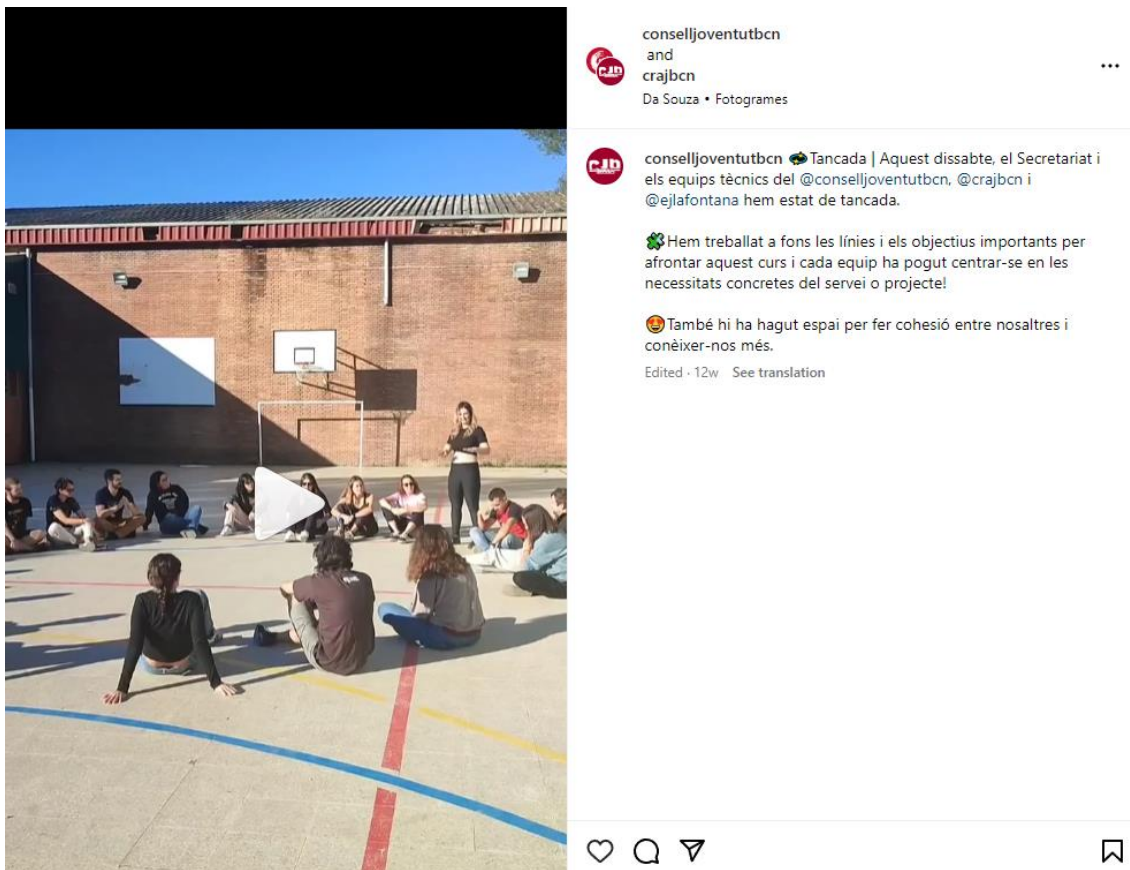 conselljoventutbcn
and
crajbcn
Da Souza • Fotogrames
CJB
CJB
conselljoventutbcn Tancada | Aquest dissabte, el Secretariat i
els equips tècnics del @conselljoventutbcn, @crajbcn i
@ejlafontana hem estat de tancada.
Hem treballat a fons les línies i els objectius importants per
afrontar aquest curs i cada equip ha pogut centrar-se en les
necessitats concretes del servei o projecte!
També hi ha hagut espai per fer cohesió entre nosaltres i
conèixer-nos més.
Edited · 12w See translation